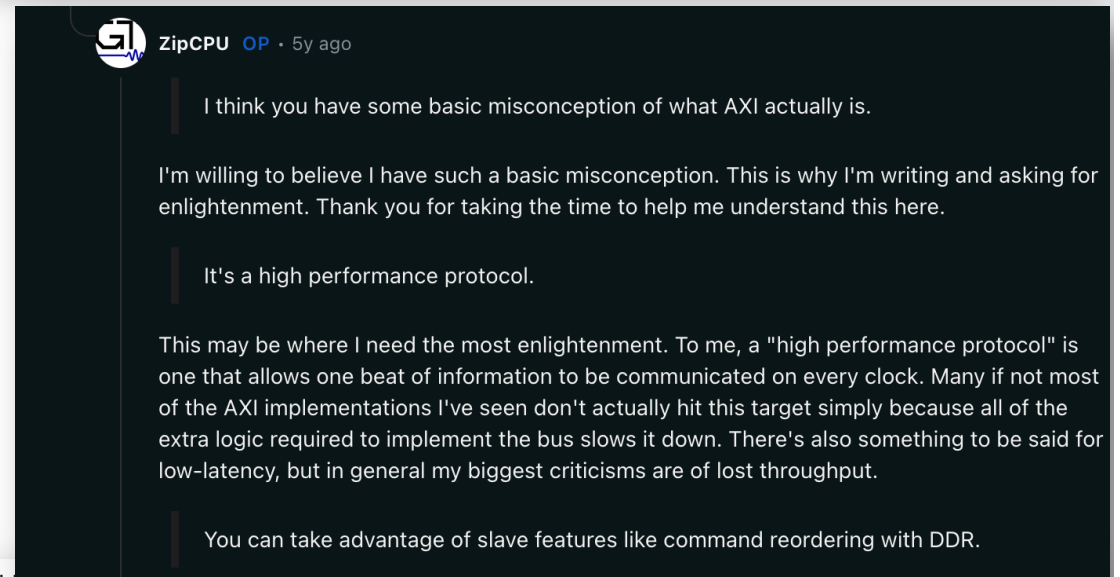 ZipCPU OP • 5y ago
I think you have some basic misconception of what AXI actually is.
I'm willing to believe I have such a basic misconception. This is why I'm writing and asking for
enlightenment. Thank you for taking the time to help me understand this here.
It's a high performance protocol.
This may be where I need the most enlightenment. To me, a "high performance protocol" is
one that allows one beat of information to be communicated on every clock. Many if not most
of the AXI implementations I've seen don't actually hit this target simply because all of the
extra logic required to implement the bus slows it down. There's also something to be said for
low-latency, but in general my biggest criticisms are of lost throughput.
You can take advantage of slave features like command reordering with DDR.